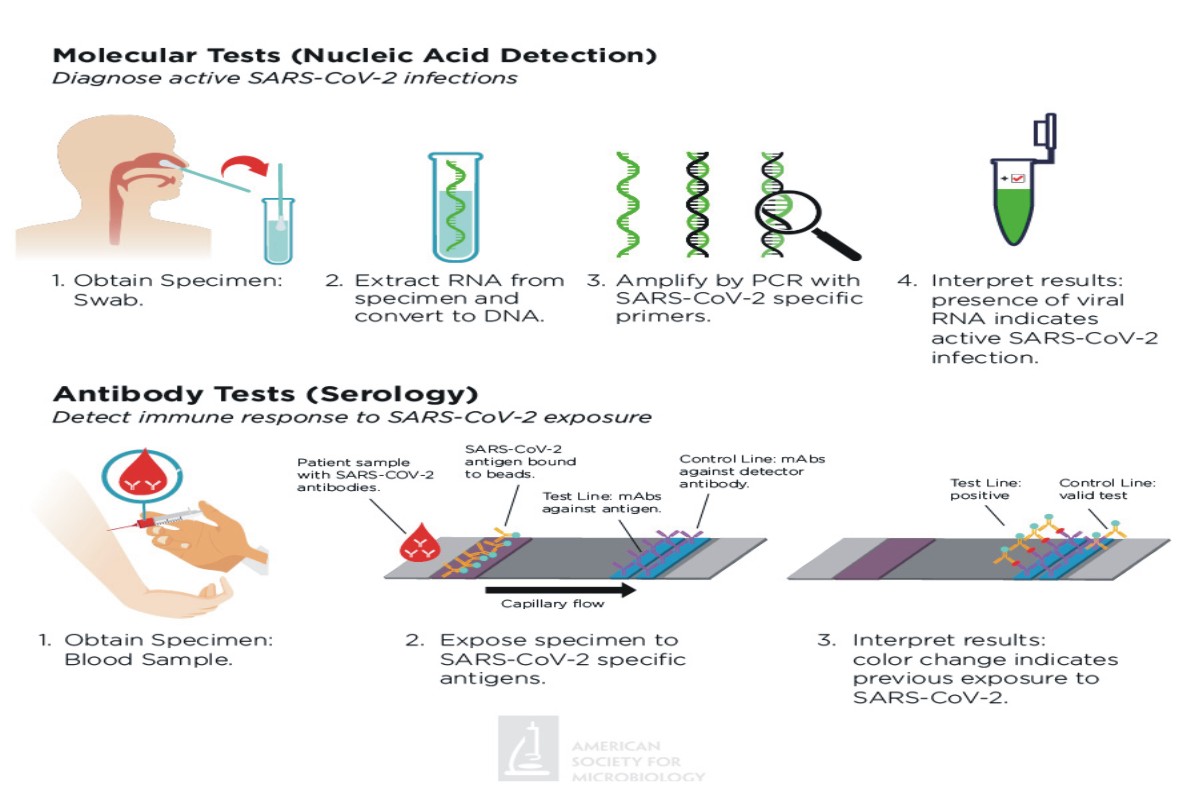 Molecular Tests (Nucleic Acid Detection)
Diagnose active SARS-CoV-2 infections
1. Obtain Specimen:
Swab.
2. Extract RNA from
specimen and
convert to DNA.
3. Amplify by PCR with
SARS-CoV-2 specific
primers.
4. Interpret results:
presence of viral
RNA indicates
active SARS-CoV-2
infection.
Antibody Tests (Serology)
Detect immune response to SARS-CoV-2 exposure
Patient sample
with SARS-COV-2
antibodies.
SARS-CoV-2
antigen bound
to beads.
Test Line: mAbs
against antigen.
Control Line: mAbs
against detector
antibody.
Capillary flow
Test Line:
positive
Control Line:
valid test
1. Obtain Specimen:
Blood Sample.
2. Expose specimen to
SARS-CoV-2 specific
antigens.
3. Interpret results:
color change indicates
previous exposure to
SARS-CoV-2.
AMERICAN
SOCIETY FOR
MICROBIOLOGY